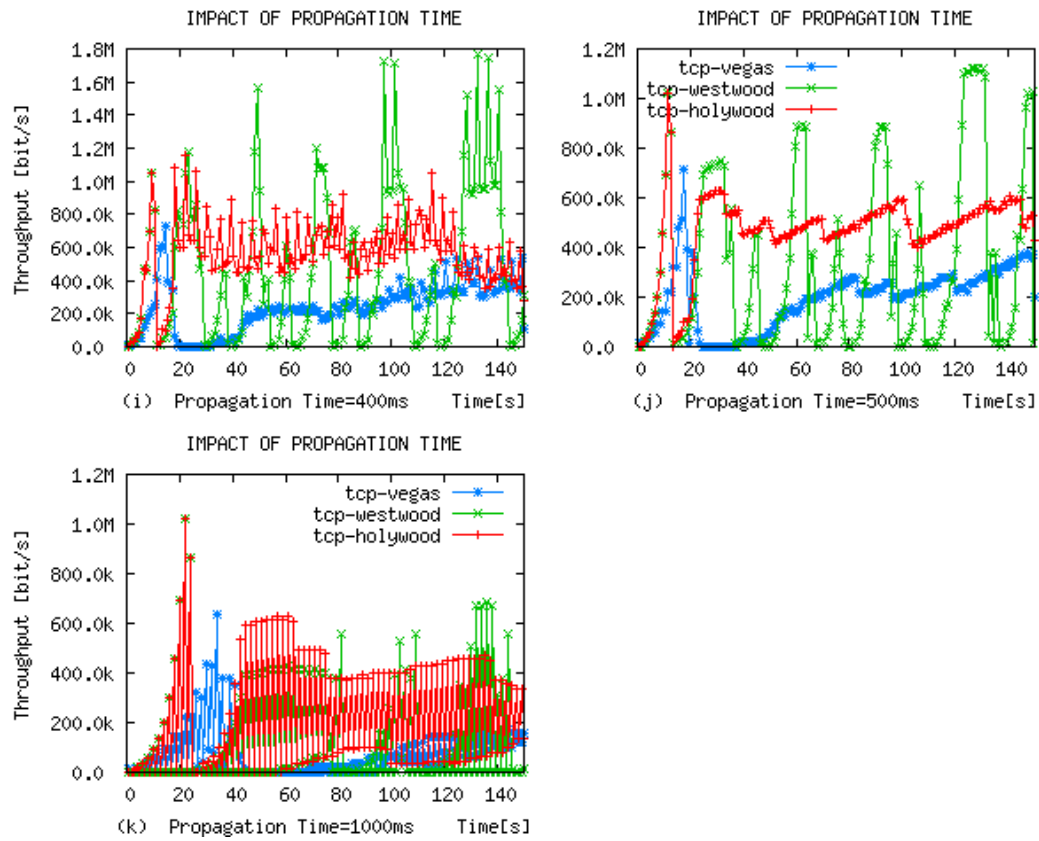 IMPACT OF PROPAGATION TIME
1.8M
1.6M
1.4M
1.2M
1.0M
800.0k
600.0k
400.0k
200.0k
0.0
Throughput [bit/s]
0 20 40 60 80 100 120 140
(i) Propagation Time=400ms Time[s]
IMPACT OF PROPAGATION TIME
1.2M
1.0M
800.0k
600.0k
400.0k
200.0k
0.0
tcp-vegas
tcp-westwood
tcp-holywood
0 20 40 60 80 100 120 140
(j) Propagation Time=500ms Time[s]
IMPACT OF PROPAGATION TIME
1.2M
1.0M
800.0k
600.0k
400.0k
200.0k
0.0
Throughput [bit/s]
tcp-vegas
tcp-westwood
tcp-holywood
0 20 40 60 80 100 120 140
(k) Propagation Time=1000ms Time[s]